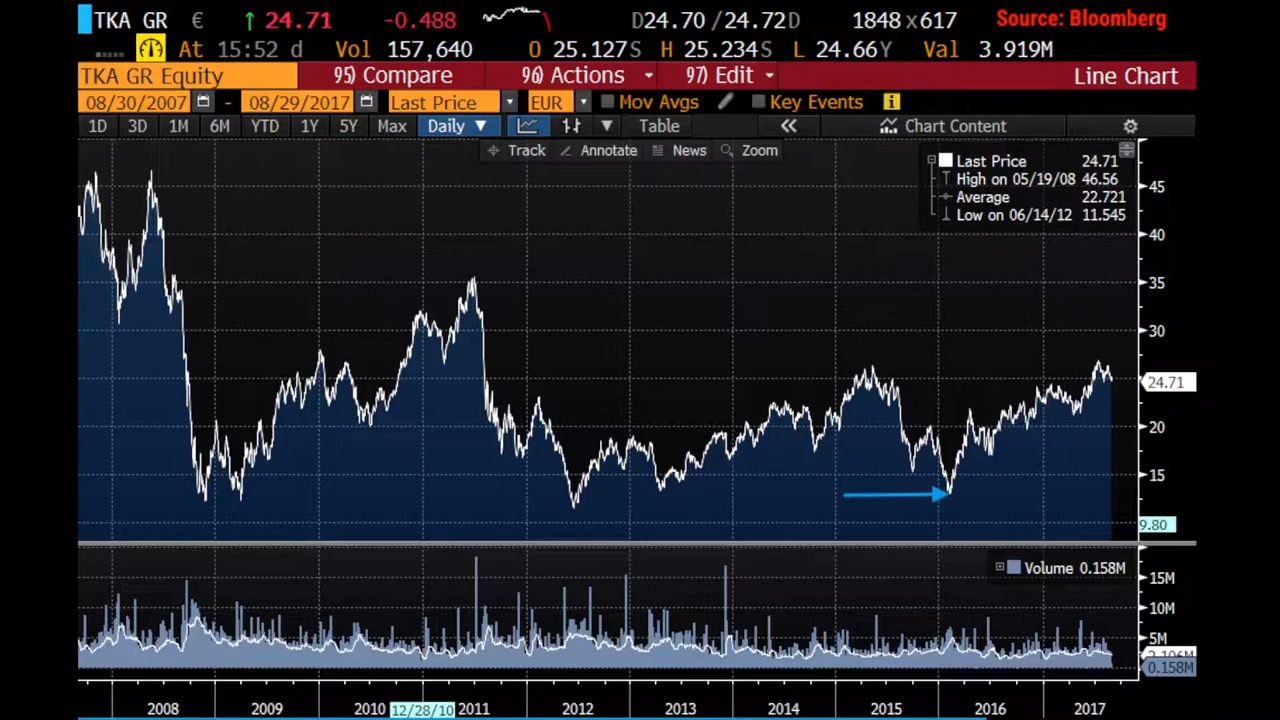 TKA GR € ↑ 24.71 -0.488 D24.70/24.72D 1848x617 Source: Bloomberg
At 15:52 d Vol 157,640 O 25.127S H 25.234S L 24.66Y Val 3.919M
TKA GR Equity 95) Compare 96) Actions 97) Edit Line Chart
08/30/2007 - 08/29/2017 Last Price EUR Mov Avgs Key Events i
1D 3D 1M 6M YTD 1Y 5Y Max Daily ▼ ▼ Table « Chart Content
Track Annotate News Zoom
Last Price 24.71
High on 05/19/08 46.56
Average 22.721
Low on 06/14/12 11.545
45
40
35
30
24.71
20
15
9.80
Volume 0.158M
15M
10M
5M
0.158M
2008 2009 2010 12/28/10 2011 2012 2013 2014 2015 2016 2017